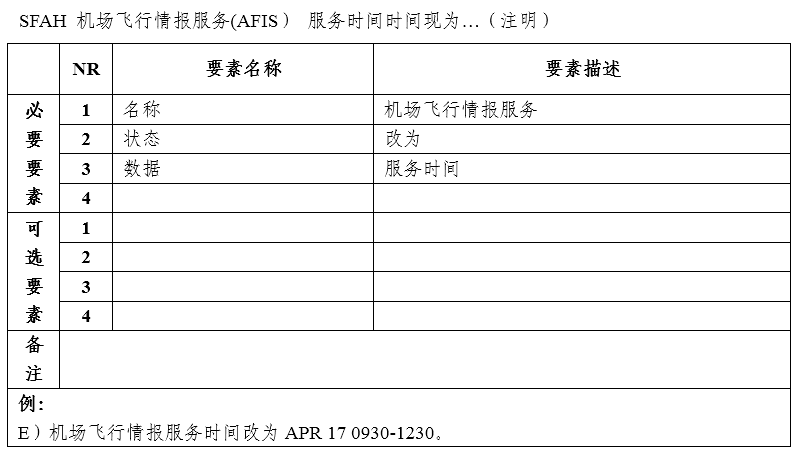 SFAH 机场飞行情报服务(AFIS） 服务时间时间现为…（注明）
NR 要素名称 要素描述
必要要素
1 名称 机场飞行情报服务
2 状态 改为
3 数据 服务时间
4
可选要素
1
2
3
4
备注
例：
E）机场飞行情报服务时间改为 APR 17 0930-1230。